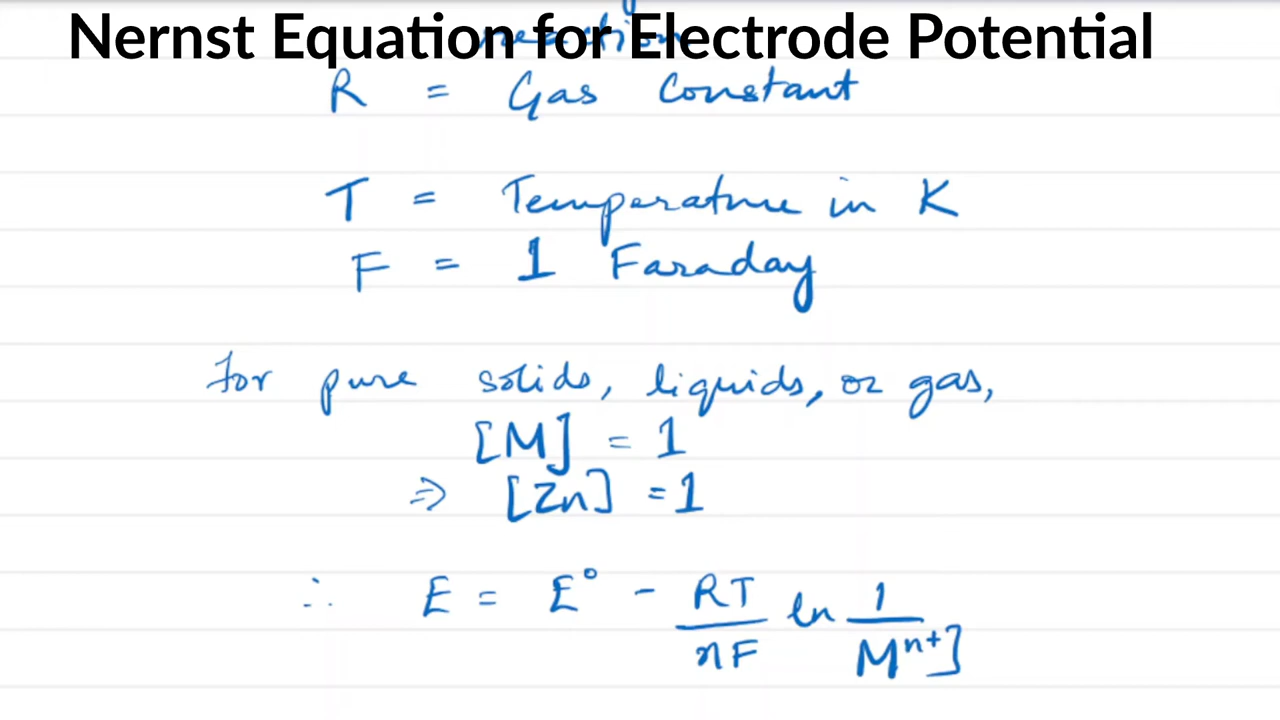 Nernst Equation for Electrode Potential
reaction
R = Gas Constant
T = Temperature in K
F = 1 Faraday
For pure solids, liquids, or gas,
[M] = 1
⇒ [Zn] = 1
∴ E = E° - RT/nF ln 1/M^n+]